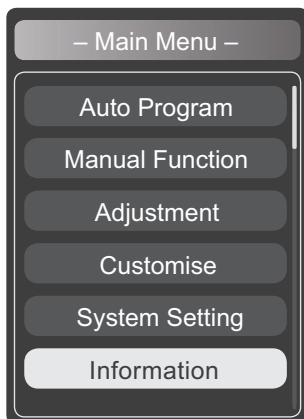 – Main Menu –
Auto Program
Manual Function
Adjustment
Customise
System Setting
Information